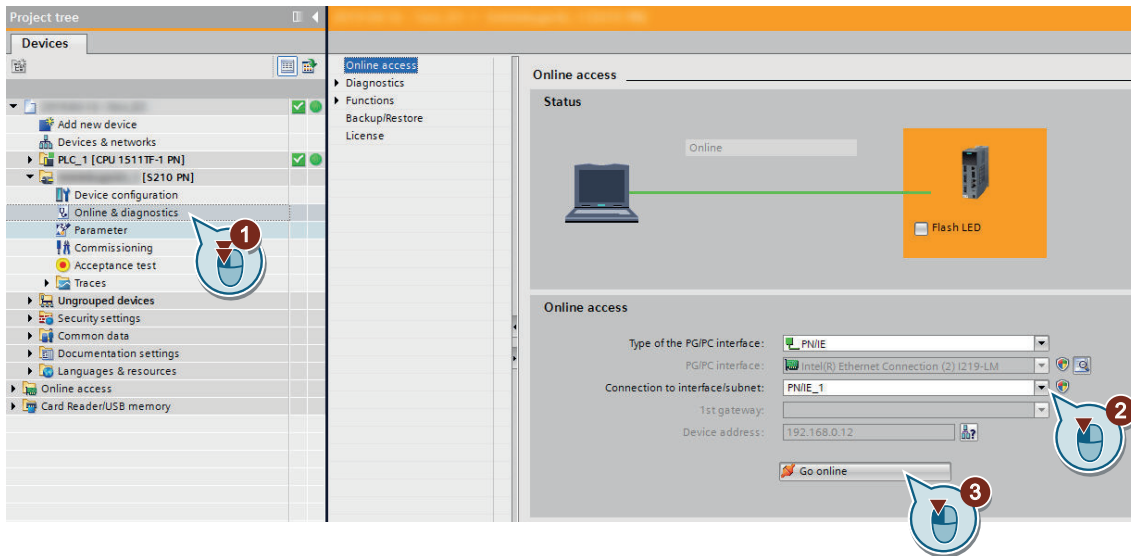 Project tree
Devices
Add new device
Devices & networks
PLC_1 [CPU 1511TF-1 PN]
[S210 PN]
Device configuration
Online & diagnostics
Parameter
Commissioning
Acceptance test
Traces
Ungrouped devices
Security settings
Common data
Documentation settings
Languages & resources
Online access
Card Reader/USB memory
1
Online access
Diagnostics
Functions
Backup/Restore
License
Online access
Status
Online
Flash LED
Online access
Type of the PG/PC interface: PN/IE
PG/PC interface: Intel(R) Ethernet Connection (2) I219-LM
Connection to interface/subnet: PN/IE_1
1st gateway:
Device address: 192.168.0.12
?
2
Go online
3